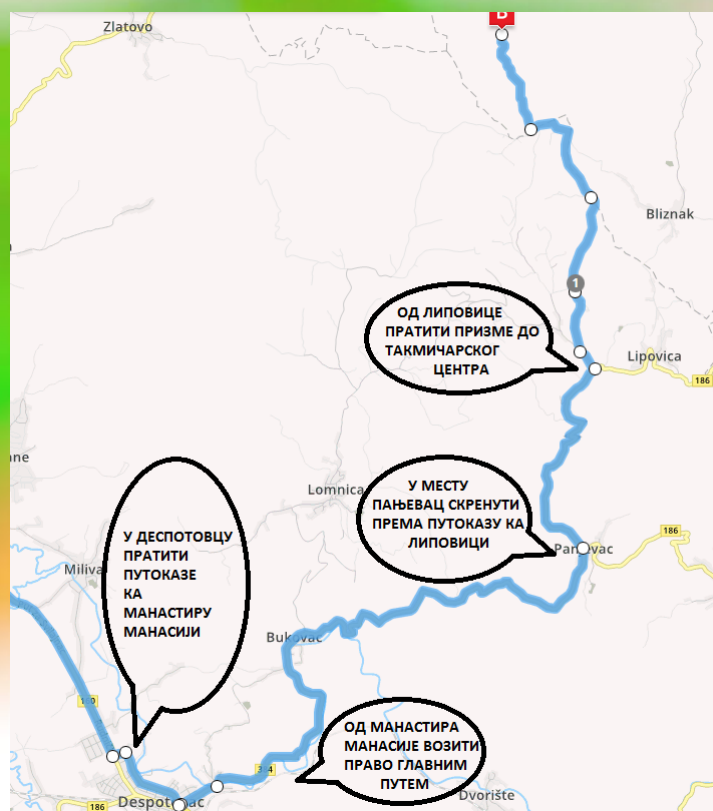 Zlatovo
B
Bliznak
1
ОД ЛИПОВИЦЕ
ПРАТИТИ ПРИЗМЕ ДО
ТАКМИЧАРСКОГ
ЦЕНТРА
Lipovica
186
ane
Lomnica
У МЕСТУ
ПАЊЕВАЦ СКРЕНУТИ
ПРЕМА ПУТОКАЗУ КА
ЛИПОВИЦИ
186
У ДЕСПОТОВЦУ
ПРАТИТИ
ПУТОКАЗЕ
КА
МАНАСТИРУ
МАНАСИЈИ
Miliva
Bukovac
160
ОД МАНАСТИРА
МАНАСИЈЕ ВОЗИТИ
ПРАВО ГЛАВНИМ
ПУТЕМ
186
Dvorište